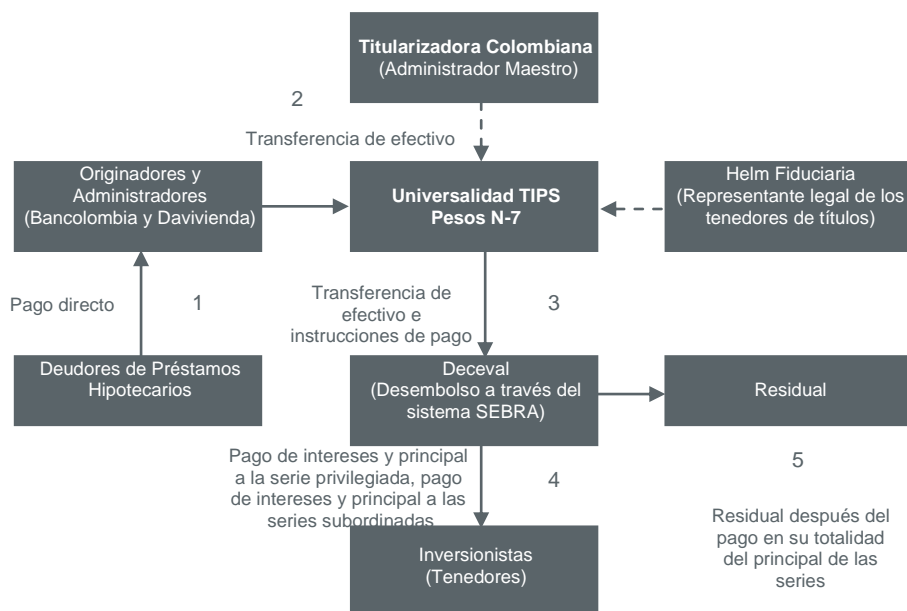 Titularizadora Colombiana
(Administrador Maestro)
2
Transferencia de efectivo
Originadores y
Administradores
(Bancolombia y Davivienda)
Universalidad TIPS
Pesos N-7
Helm Fiduciaria
(Representante legal de los
tenedores de títulos)
Pago directo
1
Transferencia de
efectivo e
instrucciones de pago
3
Deudores de Préstamos
Hipotecarios
Deceval
(Desembolso a través del
sistema SEBRA)
Residual
Pago de intereses y principal
a la serie privilegiada, pago
de intereses y principal a las
series subordinadas
4
5
Residual después del
pago en su totalidad
del principal de las
series
Inversionistas
(Tenedores)